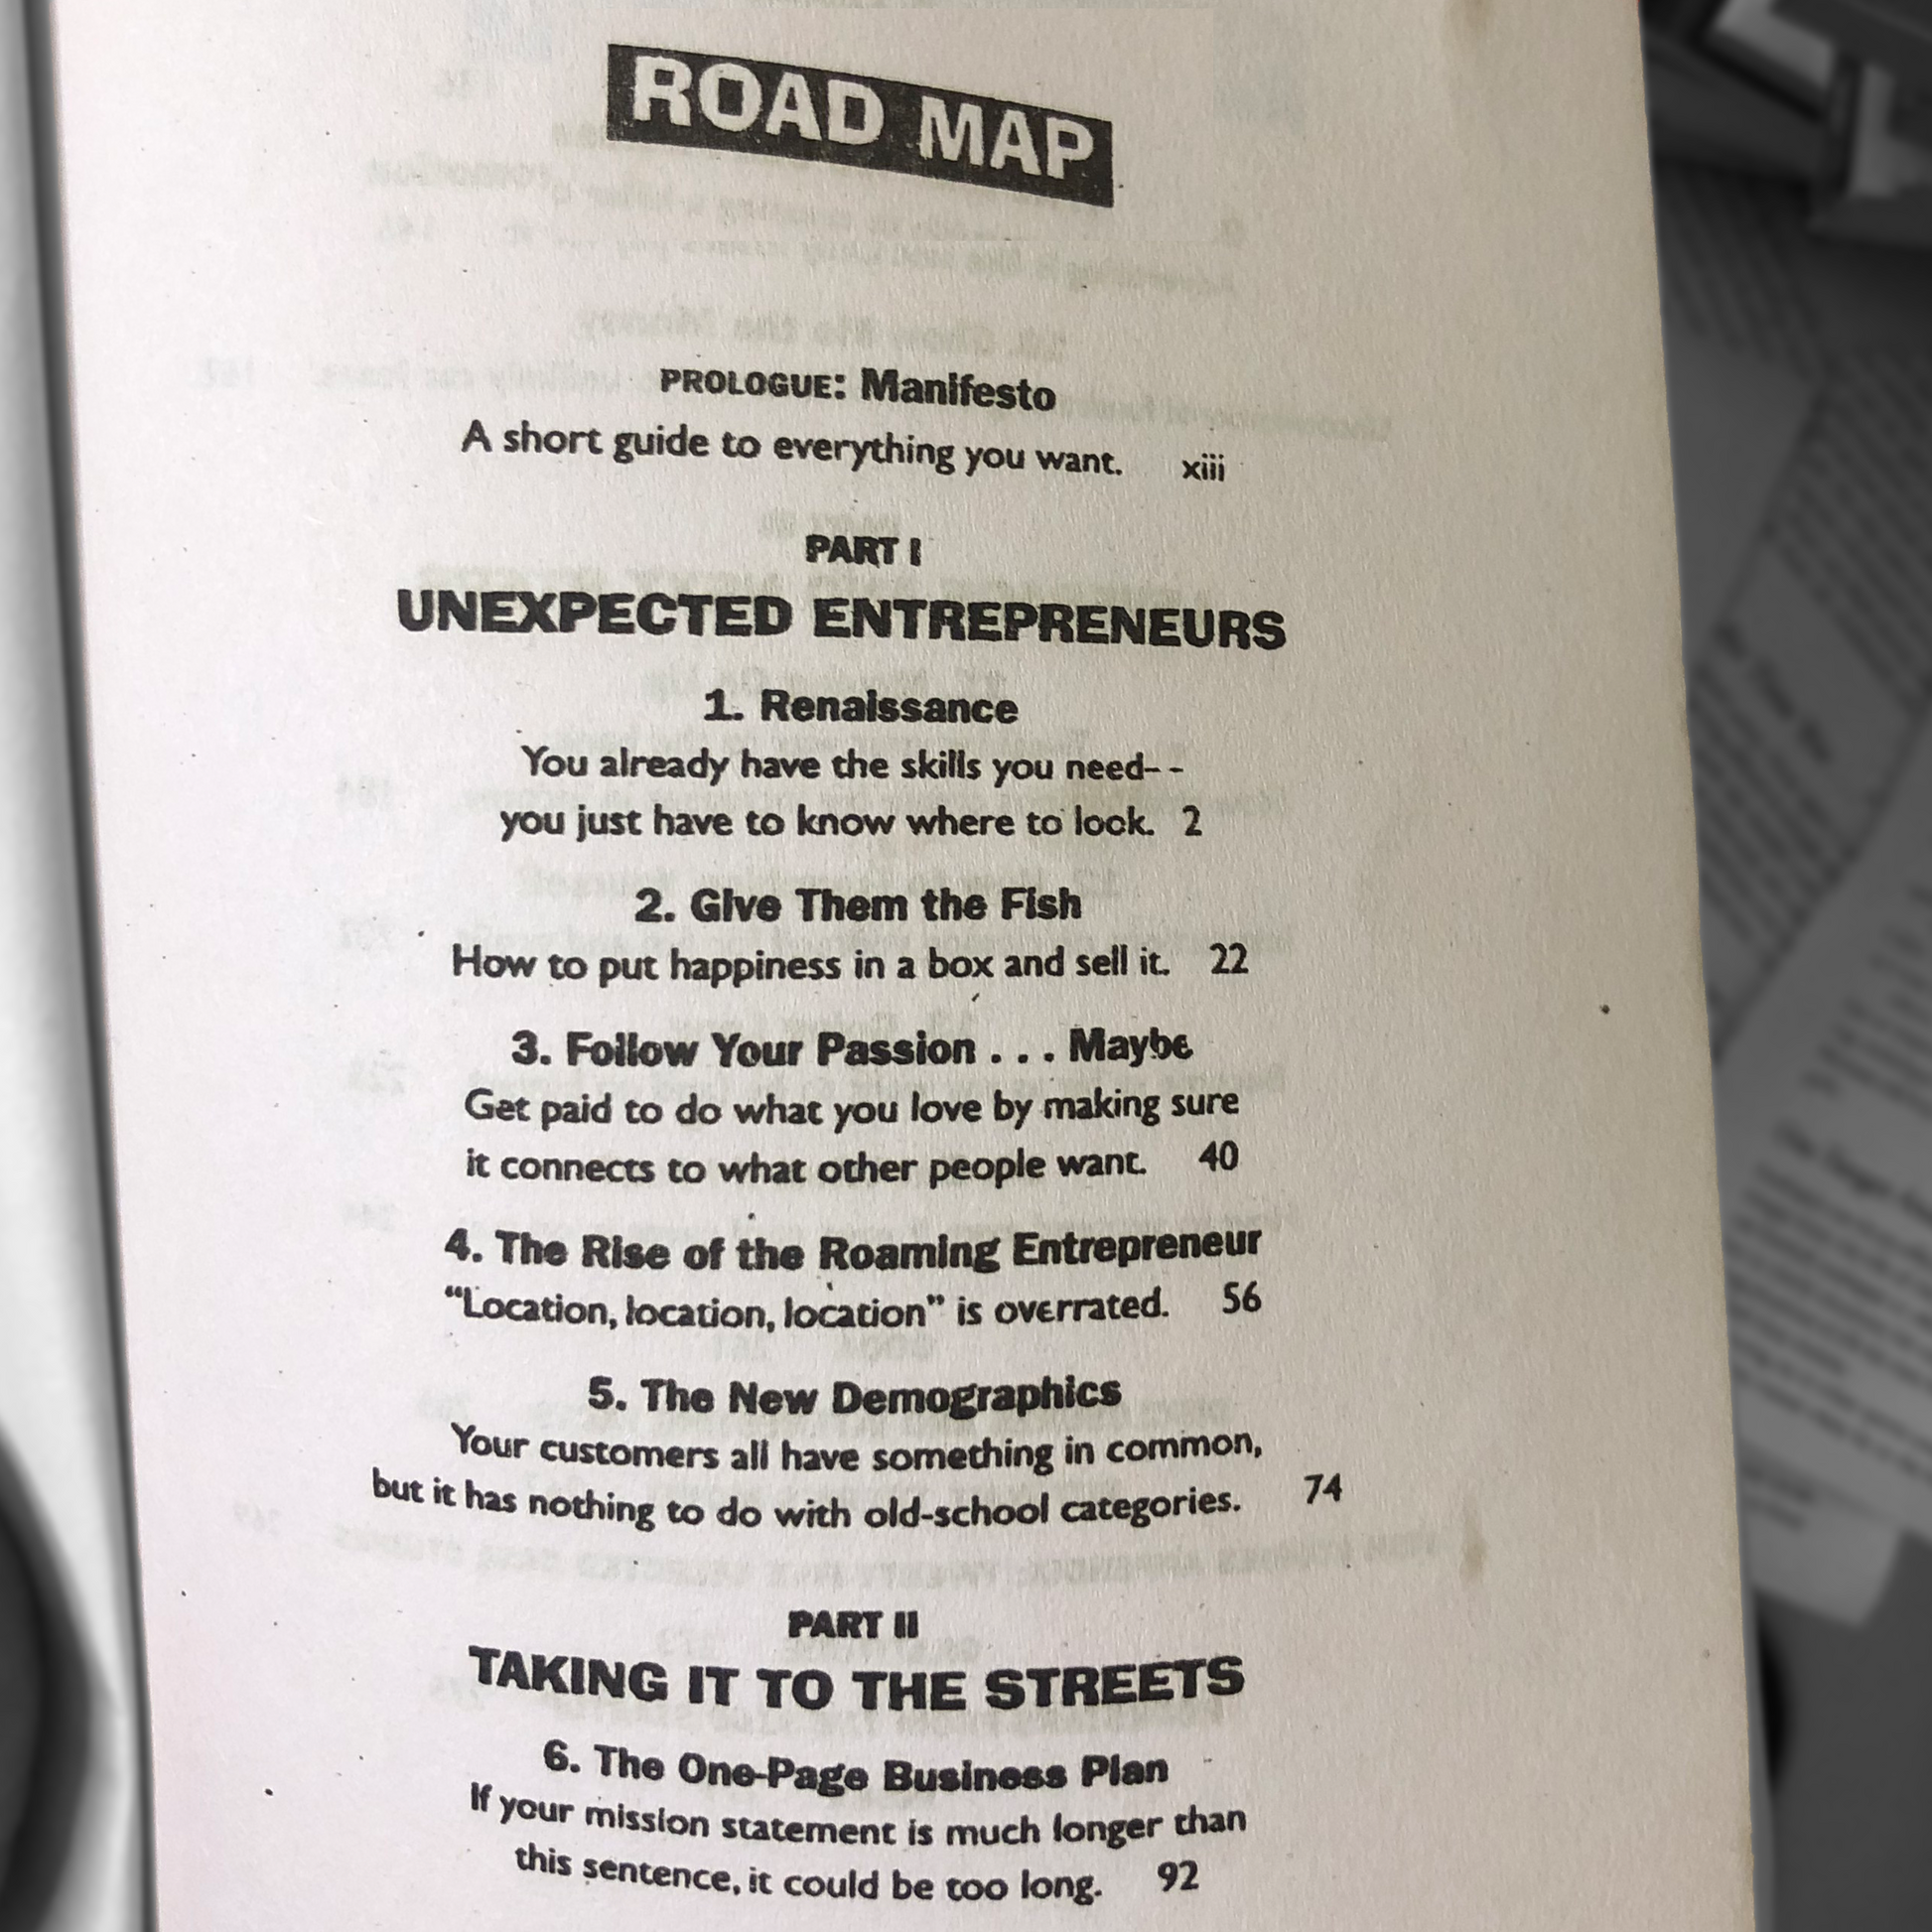 ROAD MAP
PROLOGUE: Manifesto
A short guide to everything you want. xiii
PART I
UNEXPECTED ENTREPRENEURS
1. Renaissance
You already have the skills you need--
you just have to know where to lock. 2
2. Give Them the Fish
How to put happiness in a box and sell it. 22
3. Follow Your Passion . . . Maybe
Get paid to do what you love by making sure
it connects to what other people want. 40
4. The Rise of the Roaming Entrepreneur
“Location, location, location” is overrated. 56
5. The New Demographics
Your customers all have something in common,
but it has nothing to do with old-school categories. 74
PART II
TAKING IT TO THE STREETS
6. The One-Page Business Plan
If your mission statement is much longer than
this sentence, it could be too long. 92